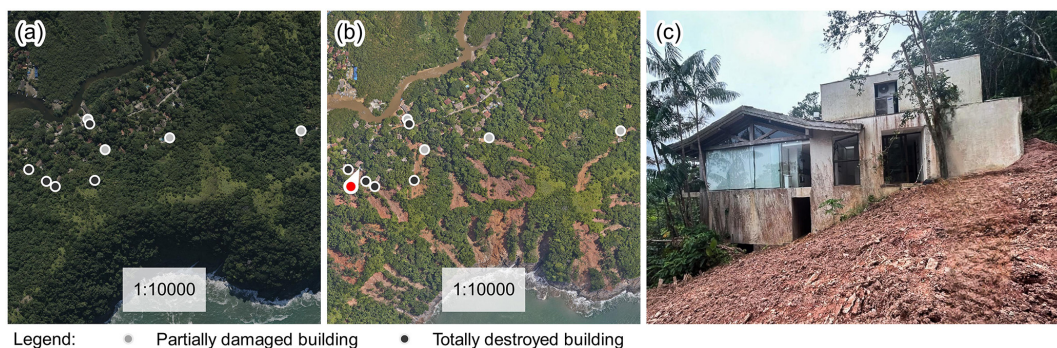 (a)
(b)
(c)
1:10000
1:10000
Legend: Partially damaged building Totally destroyed building